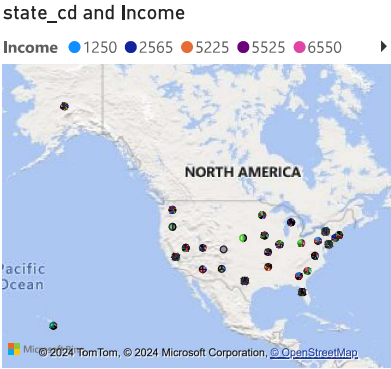 state_cd and Income
Income 1250 2565 5225 5525 6550
NORTH AMERICA
Pacific
Ocean
© 2024 TomTom, © 2024 Microsoft Corporation, © OpenStreetMap